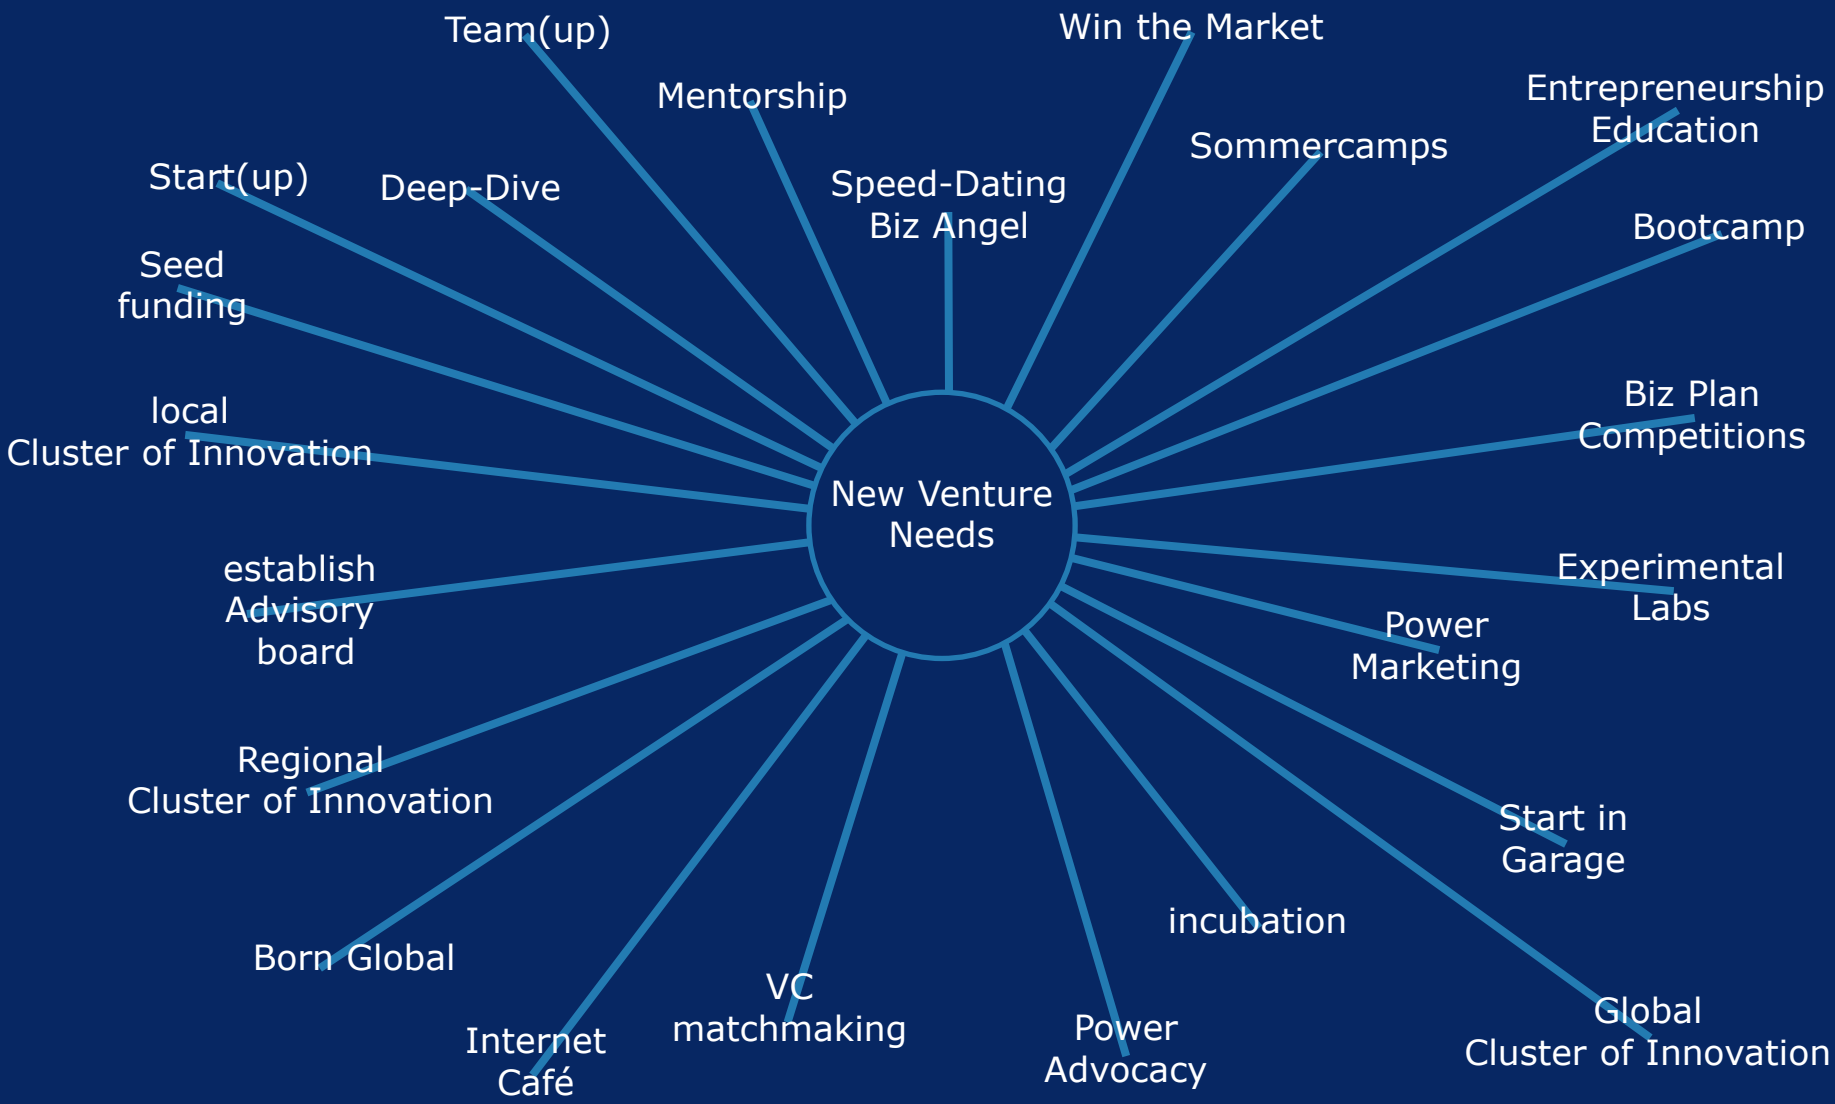 Team(up)
Win the Market
Mentorship
Entrepreneurship
Education
Sommercamps
Start(up)
Deep-Dive
Speed-Dating
Biz Angel
Bootcamp
Seed
funding
local
Cluster of Innovation
Biz Plan
Competitions
New Venture
Needs
establish
Advisory
board
Experimental
Labs
Power
Marketing
Regional
Cluster of Innovation
Start in
Garage
Born Global
incubation
VC
matchmaking
Internet
Café
Power
Advocacy
Global
Cluster of Innovation